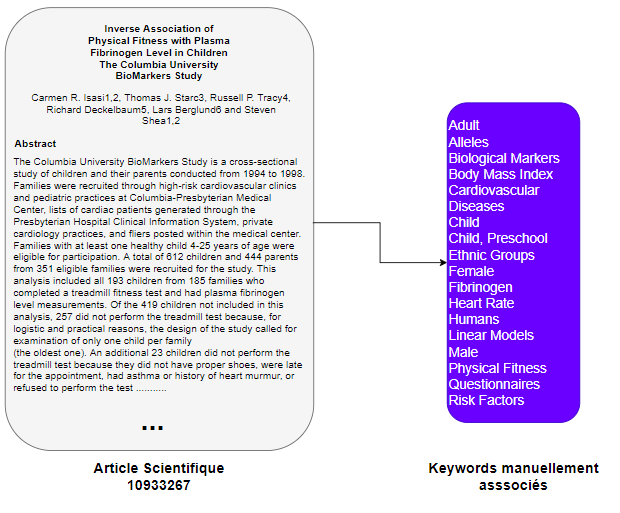 Inverse Association of
Physical Fitness with Plasma
Fibrinogen Level in Children
The Columbia University
BioMarkers Study
Carmen R. Isasi1,2, Thomas J. Starc3, Russell P. Tracy4,
Richard Deckelbaum5, Lars Berglund6 and Steven
Shea1,2
Abstract
The Columbia University BioMarkers Study is a cross-sectional
study of children and their parents conducted from 1994 to 1998.
Families were recruited through high-risk cardiovascular clinics
and pediatric practices at Columbia-Presbyterian Medical
Center, lists of cardiac patients generated through the
Presbyterian Hospital Clinical Information System, private
cardiology practices, and fliers posted within the medical center.
Families with at least one healthy child 4-25 years of age were
eligible for participation. A total of 612 children and 444 parents
from 351 eligible families were recruited for the study. This
analysis included all 193 children from 185 families who
completed a treadmill fitness test and had plasma fibrinogen
level measurements. Of the 419 children not included in this
analysis, 257 did not perform the treadmill test because, for
logistic and practical reasons, the design of the study called for
examination of only one child per family
(the oldest one). An additional 23 children did not perform the
treadmill test because they did not have proper shoes, were late
for the appointment, had asthma or history of heart murmur, or
refused to perform the test ...........
...
Article Scientifique
10933267
Adult
Alleles
Biological Markers
Body Mass Index
Cardiovascular
Diseases
Child
Child, Preschool
Ethnic Groups
Female
Fibrinogen
Heart Rate
Humans
Linear Models
Male
Physical Fitness
Questionnaires
Risk Factors
Keywords manuellement
asssociés